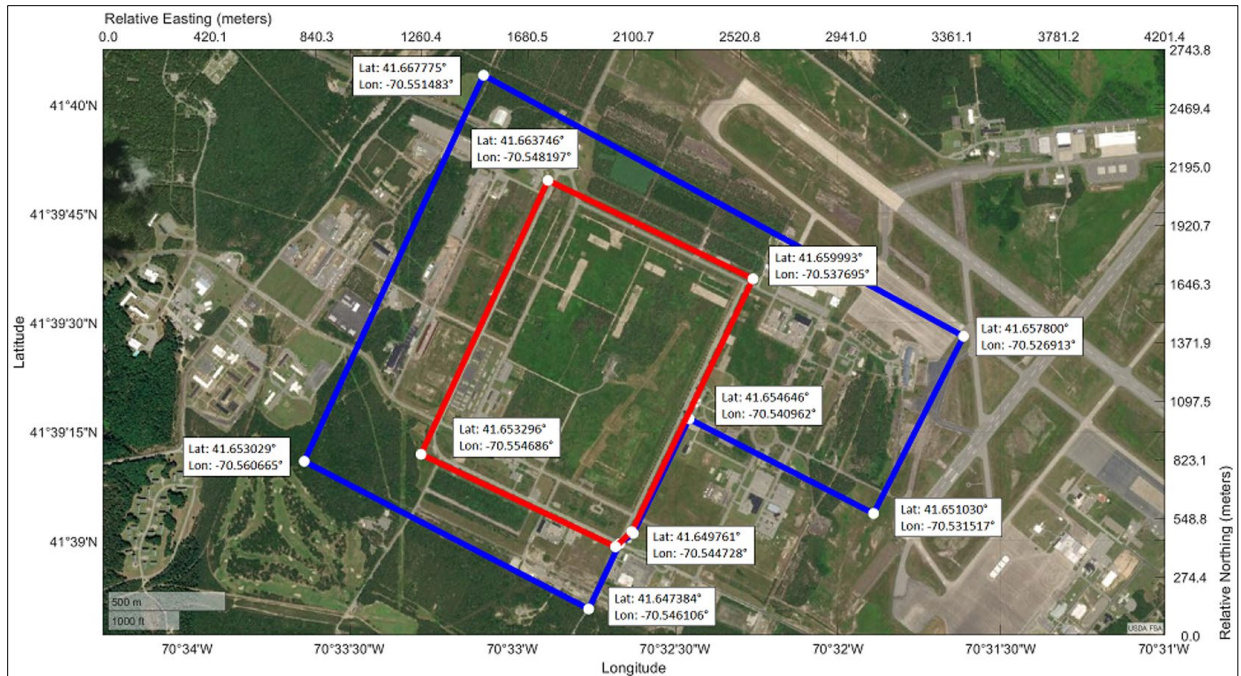 Relative Easting (meters)
0.0 420.1 840.3 1260.4 1680.5 2100.7 2520.8 2941.0 3361.1 3781.2 4201.4
2743.8
Lat: 41.667775°
Lon: -70.551483°
41°40'N
2469.4
Lat: 41.663746°
Lon: -70.548197°
2195.0
41°39'45"N
1920.7
Lat: 41.659993°
Lon: -70.537695°
1646.3
41°39'30"N
Lat: 41.657800°
Lon: -70.526913°
1371.9
Latitude
Lat: 41.654646°
Lon: -70.540962°
1097.5
41°39'15"N
Lat: 41.653296°
Lon: -70.554686°
Lat: 41.653029°
Lon: -70.560665°
823.1
Lat: 41.651030°
Lon: -70.531517°
548.8
41°39'N
Lat: 41.649761°
Lon: -70.544728°
274.4
Relative Northing (meters)
Lat: 41.647384°
Lon: -70.546106°
500 m
1000 ft
USDA FSA
0.0
70°34'W 70°33'30"W 70°33'W 70°32'30"W 70°32'W 70°31'30"W 70°31'W
Longitude